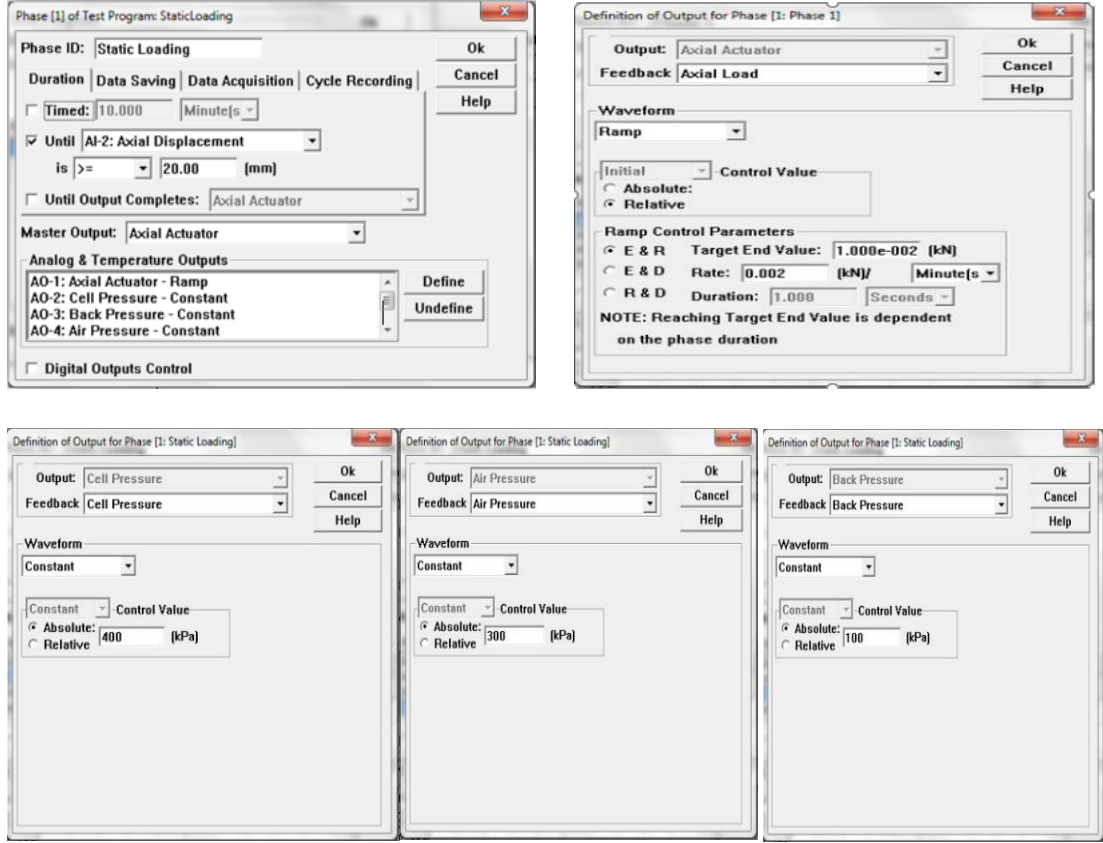 Phase [1] of Test Program: StaticLoading
x
Phase ID: Static Loading
Ok
Duration Data Saving Data Acquisition Cycle Recording
Cancel
Timed: 10.000 Minute(s
Help
Until AI-2: Axial Displacement
is >= 20.00 (mm)
Until Output Completes: Axial Actuator
Master Output: Axial Actuator
Analog & Temperature Outputs
AO-1: Axial Actuator - Ramp
AO-2: Cell Pressure - Constant
AO-3: Back Pressure - Constant
AO-4: Air Pressure - Constant
Define
Undefine
Digital Outputs Control
Definition of Output for Phase [1: Phase 1]
x
Output: Axial Actuator
Ok
Feedback Axial Load
Cancel
Help
Waveform
Ramp
Initial Control Value
Absolute:
Relative
Ramp Control Parameters
E & R Target End Value: 1.000e-002 (kN)
E & D Rate: 0.002 (kN)/ Minute(s
R & D Duration: 1.000 Seconds
NOTE: Reaching Target End Value is dependent
on the phase duration
Definition of Output for Phase [1: Static Loading]
x
Output: Cell Pressure
Ok
Feedback Cell Pressure
Cancel
Help
Waveform
Constant
Constant Control Value
Absolute: 400 (kPa)
Relative
Definition of Output for Phase [1: Static Loading]
x
Output: Air Pressure
Ok
Feedback Air Pressure
Cancel
Help
Waveform
Constant
Constant Control Value
Absolute: 300 (kPa)
Relative
Definition of Output for Phase [1: Static Loading]
x
Output: Back Pressure
Ok
Feedback Back Pressure
Cancel
Help
Waveform
Constant
Constant Control Value
Absolute: 100 (kPa)
Relative